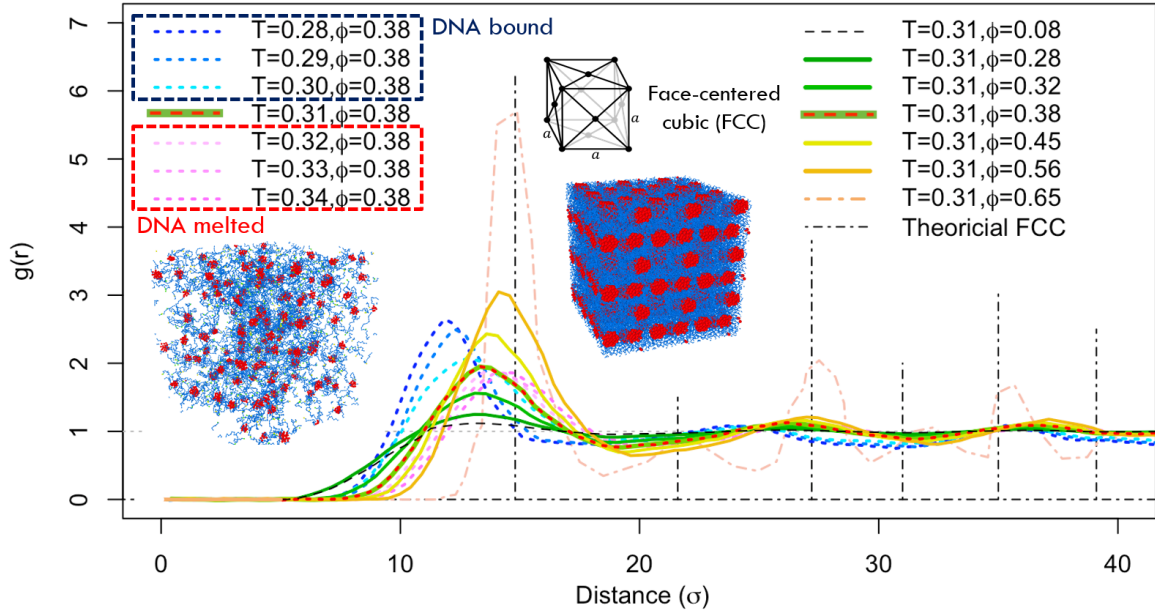 T=0.28,ϕ=0.38
T=0.29,ϕ=0.38
T=0.30,ϕ=0.38
T=0.31,ϕ=0.38
T=0.32,ϕ=0.38
T=0.33,ϕ=0.38
T=0.34,ϕ=0.38
DNA bound
DNA melted
a
a
a
Face-centered
cubic (FCC)
T=0.31,ϕ=0.08
T=0.31,ϕ=0.28
T=0.31,ϕ=0.32
T=0.31,ϕ=0.38
T=0.31,ϕ=0.45
T=0.31,ϕ=0.56
T=0.31,ϕ=0.65
Theoricial FCC
g(r)
7
6
5
4
3
2
1
0
0 10 20 30 40
Distance (σ)